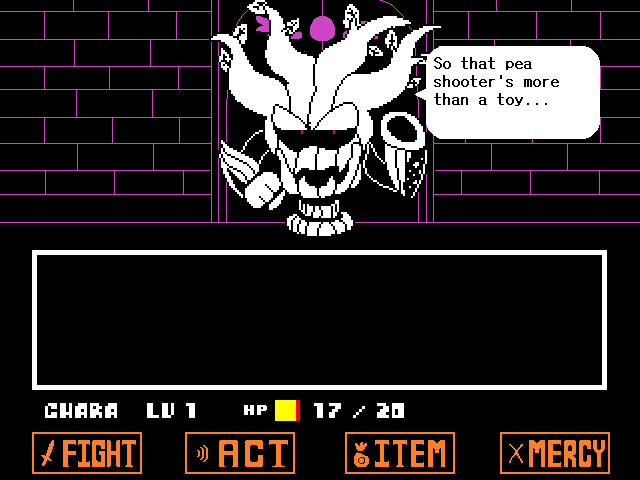 So that pea
shooter's more
than a toy...
CHARA LV 1 HP 17 / 20
FIGHT ACT ITEM MERCY